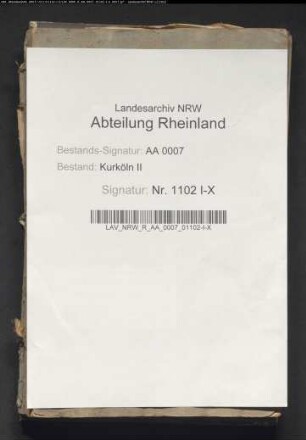 Landesarchiv NRW
Abteilung Rheinland
Bestands-Signatur: AA 0007
Bestand: Kurköln II
Signatur: Nr. 1102 I-X
LAV_NRW_R_AA_0007_01102-I-X